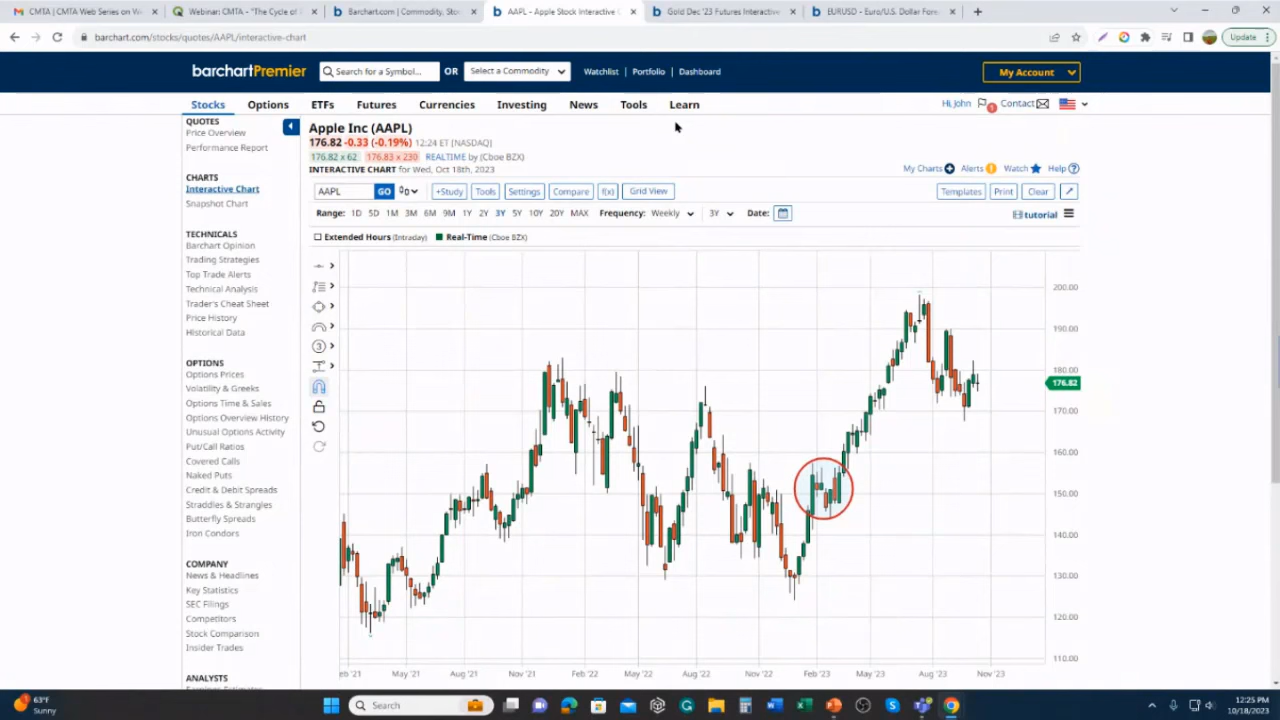 CMTA | CMTA Web Series on W
Webinar: CMTA - "The Cycle of
Barchart.com | Commodity, Sto
AAPL - Apple Stock Interactive
Gold Dec '23 Futures Interactive
EURUSD - Euro/U.S. Dollar For
barchart.com/stocks/quotes/AAPL/interactive-chart
Update
barchartPremier
Search for a Symbol...
OR
Select a Commodity
Watchlist | Portfolio | Dashboard
My Account
Stocks Options ETFs Futures Currencies Investing News Tools Learn
Hi John 1 Contact
QUOTES
Price Overview
Performance Report
CHARTS
Interactive Chart
Snapshot Chart
TECHNICALS
Barchart Opinion
Trading Strategies
Top Trade Alerts
Technical Analysis
Trader's Cheat Sheet
Price History
Historical Data
OPTIONS
Options Prices
Volatility & Greeks
Options Time & Sales
Options Overview History
Unusual Options Activity
Put/Call Ratios
Covered Calls
Naked Puts
Credit & Debit Spreads
Straddles & Strangles
Butterfly Spreads
Iron Condors
COMPANY
News & Headlines
Key Statistics
SEC Filings
Competitors
Stock Comparison
Insider Trades
ANALYSTS
Apple Inc (AAPL)
176.82 -0.33 (-0.19%) 12:24 ET [NASDAQ]
176.82 x 62 176.83 x 230 REALTIME by (Cboe BZX)
INTERACTIVE CHART for Wed, Oct 18th, 2023
My Charts Alerts Watch Help
AAPL GO +Study Tools Settings Compare f(x) Grid View Templates Print Clear
Range: 1D 5D 1M 3M 6M 9M 1Y 2Y 3Y 5Y 10Y 20Y MAX Frequency: Weekly 3Y Date:
tutorial
Extended Hours (Intraday) Real-Time (Cboe BZX)
3
200.00
190.00
180.00
176.82
170.00
160.00
150.00
140.00
130.00
120.00
110.00
eb '21 May '21 Aug '21 Nov '21 Feb '22 May '22 Aug '22 Nov '22 Feb '23 May '23 Aug '23 Nov '23
63°F
Sunny
Search
12:25 PM
10/18/2023